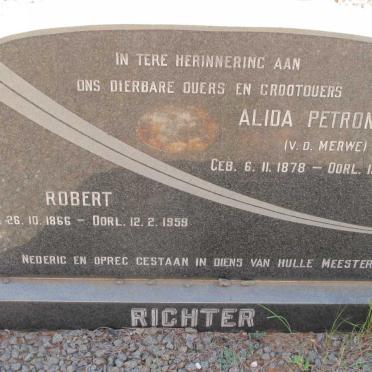 IN TERE HERINNERING AAN
ONS DIERBARE OUERS EN GROOTOUERS
ALIDA PETRON
(V. D. MERWE)
GEB. 6. 11. 1878 – OORL. 1
ROBERT
26. 10. 1866 – OORL. 12. 2. 1959
NEDERIG EN OPREG GESTAAN IN DIENS VAN HULLE MEESTER
RICHTER